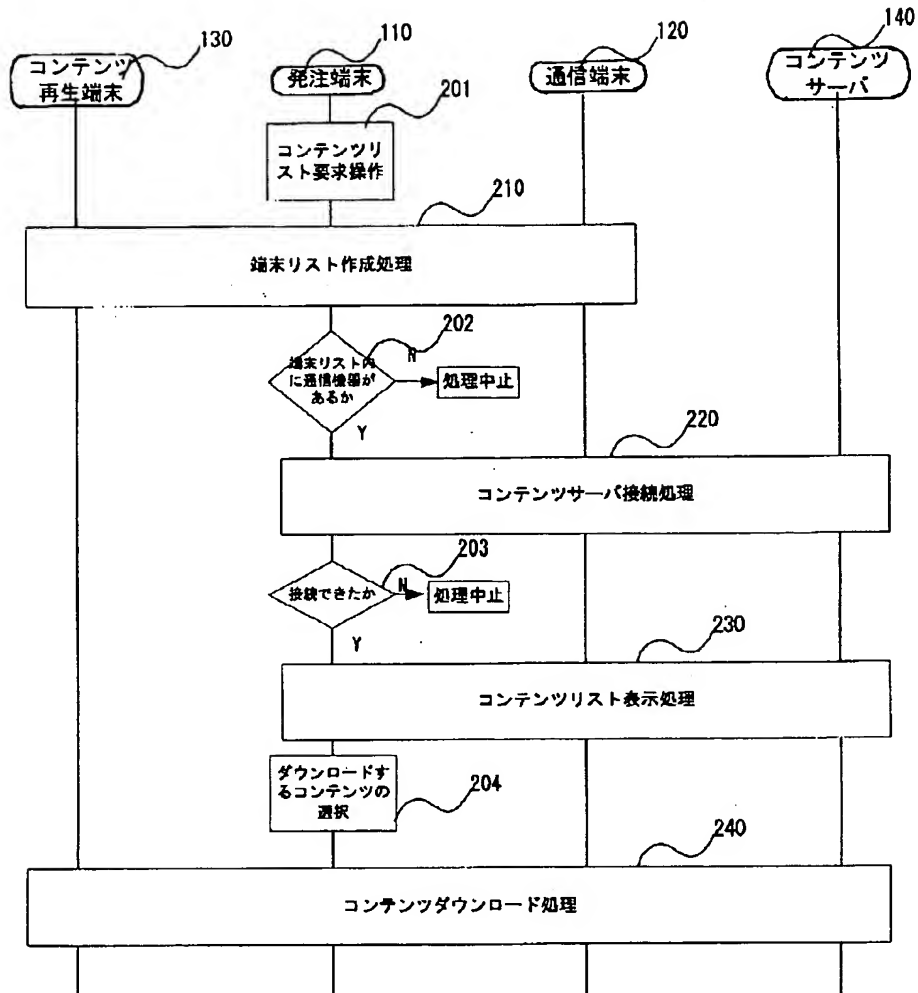 130
110
120
140
コンテンツ
再生端末
発注端末
通信端末
コンテンツ
サーバ
201
コンテンツリ
スト要求操作
210
端末リスト作成処理
202
端末リスト内
に通信機器が
あるか
N
処理中止
Y
220
コンテンツサーバ接続処理
203
接続できたか
N
処理中止
Y
230
コンテンツリスト表示処理
ダウンロードす
るコンテンツの
選択
204
240
コンテンツダウンロード処理